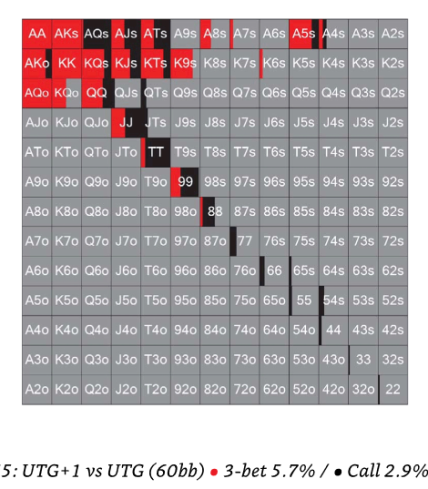 AA AKs AQs AJs ATs A9s A8s A7s A6s A5s A4s A3s A2s
AKo KK KQs KJs KTs K9s K8s K7s K6s K5s K4s K3s K2s
AQo KQo QQ QJs QTs Q9s Q8s Q7s Q6s Q5s Q4s Q3s Q2s
AJo KJo QJo JJ JTs J9s J8s J7s J6s J5s J4s J3s J2s
ATo KTo QTo JTo TT T9s T8s T7s T6s T5s T4s T3s T2s
A9o K9o Q9o J9o T9o 99 98s 97s 96s 95s 94s 93s 92s
A8o K8o Q8o J8o T8o 98o 88 87s 86s 85s 84s 83s 82s
A7o K7o Q7o J7o T7o 97o 87o 77 76s 75s 74s 73s 72s
A6o K6o Q6o J6o T6o 96o 86o 76o 66 65s 64s 63s 62s
A5o K5o Q5o J5o T5o 95o 85o 75o 65o 55 54s 53s 52s
A4o K4o Q4o J4o T4o 94o 84o 74o 64o 54o 44 43s 42s
A3o K3o Q3o J3o T3o 93o 83o 73o 63o 53o 43o 33 32s
A2o K2o Q2o J2o T2o 92o 82o 72o 62o 52o 42o 32o 22
5: UTG+1 vs UTG (60bb) • 3-bet 5.7% / • Call 2.9%